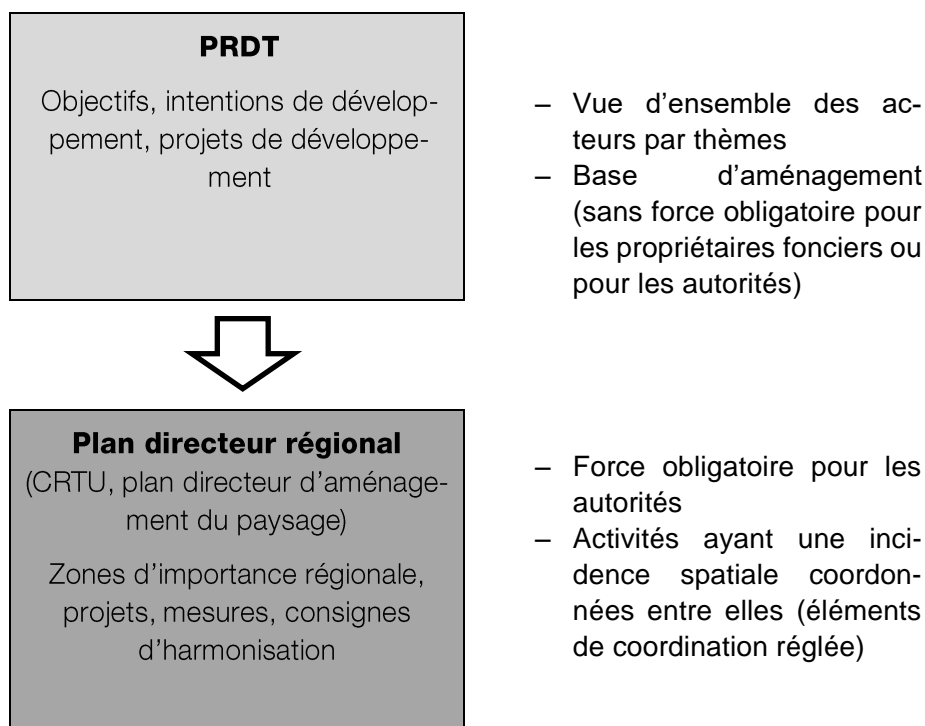 PRDT
Objectifs, intentions de dévelop-
pement, projets de développe-
ment
– Vue d’ensemble des ac-
teurs par thèmes
– Base d’aménagement
(sans force obligatoire pour
les propriétaires fonciers ou
pour les autorités)
Plan directeur régional
(CRTU, plan directeur d’aménage-
ment du paysage)
Zones d’importance régionale,
projets, mesures, consignes
d’harmonisation
– Force obligatoire pour les
autorités
– Activités ayant une inci-
dence spatiale coordon-
nées entre elles (éléments
de coordination réglée)